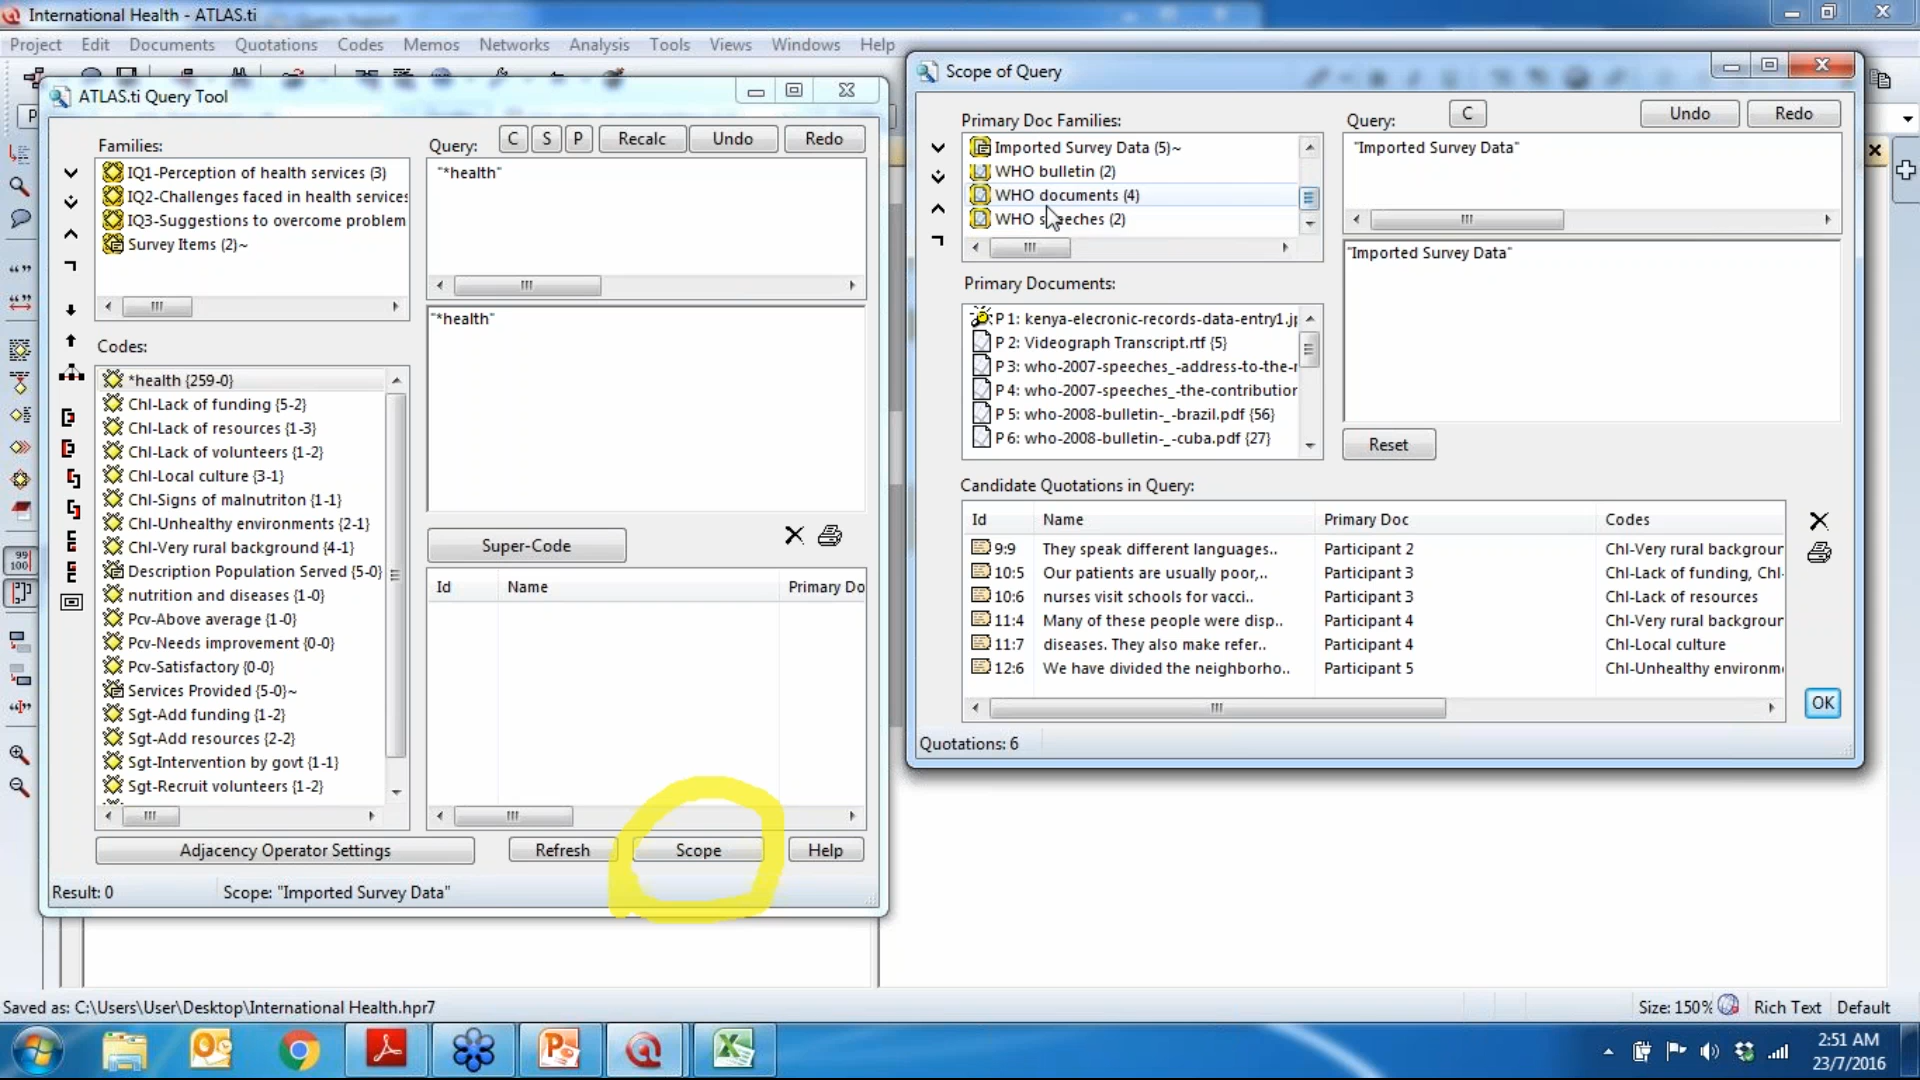 International Health - ATLAS.ti
Project Edit Documents Quotations Codes Memos Networks Analysis Tools Views Windows Help
ATLAS.ti Query Tool
Families:
IQ1-Perception of health services (3)
IQ2-Challenges faced in health services
IQ3-Suggestions to overcome problem
Survey Items (2)~
Codes:
*health {259-0}
Chl-Lack of funding {5-2}
Chl-Lack of resources {1-3}
Chl-Lack of volunteers {1-2}
Chl-Local culture {3-1}
Chl-Signs of malnutriton {1-1}
Chl-Unhealthy environments {2-1}
Chl-Very rural background {4-1}
Description Population Served {5-0}
nutrition and diseases {1-0}
Pcv-Above average {1-0}
Pcv-Needs improvement {0-0}
Pcv-Satisfactory {0-0}
Services Provided {5-0}~
Sgt-Add funding {1-2}
Sgt-Add resources {2-2}
Sgt-Intervention by govt {1-1}
Sgt-Recruit volunteers {1-2}
Query: C S P Recalc Undo Redo
"*health"
"*health"
Super-Code
Id Name Primary Do
Adjacency Operator Settings Refresh Scope Help
Result: 0 Scope: "Imported Survey Data"
Scope of Query
Primary Doc Families:
Imported Survey Data (5)~
WHO bulletin (2)
WHO documents (4)
WHO speeches (2)
Primary Documents:
P 1: kenya-elecronic-records-data-entry1.j
P 2: Videograph Transcript.rtf {5}
P 3: who-2007-speeches_-address-to-the-r
P 4: who-2007-speeches_-the-contribution
P 5: who-2008-bulletin-_-brazil.pdf {56}
P 6: who-2008-bulletin-_-cuba.pdf {27}
Query: C Undo Redo
"Imported Survey Data"
"Imported Survey Data"
Reset
Candidate Quotations in Query:
Id Name Primary Doc Codes
9:9 They speak different languages.. Participant 2 Chl-Very rural backgrour
10:5 Our patients are usually poor,.. Participant 3 Chl-Lack of funding, Chl-
10:6 nurses visit schools for vacci.. Participant 3 Chl-Lack of resources
11:4 Many of these people were disp.. Participant 4 Chl-Very rural backgrour
11:7 diseases. They also make refer.. Participant 4 Chl-Local culture
12:6 We have divided the neighborho.. Participant 5 Chl-Unhealthy environm
OK
Quotations: 6
Saved as: C:\Users\User\Desktop\International Health.hpr7
Size: 150% Rich Text Default
2:51 AM
23/7/2016